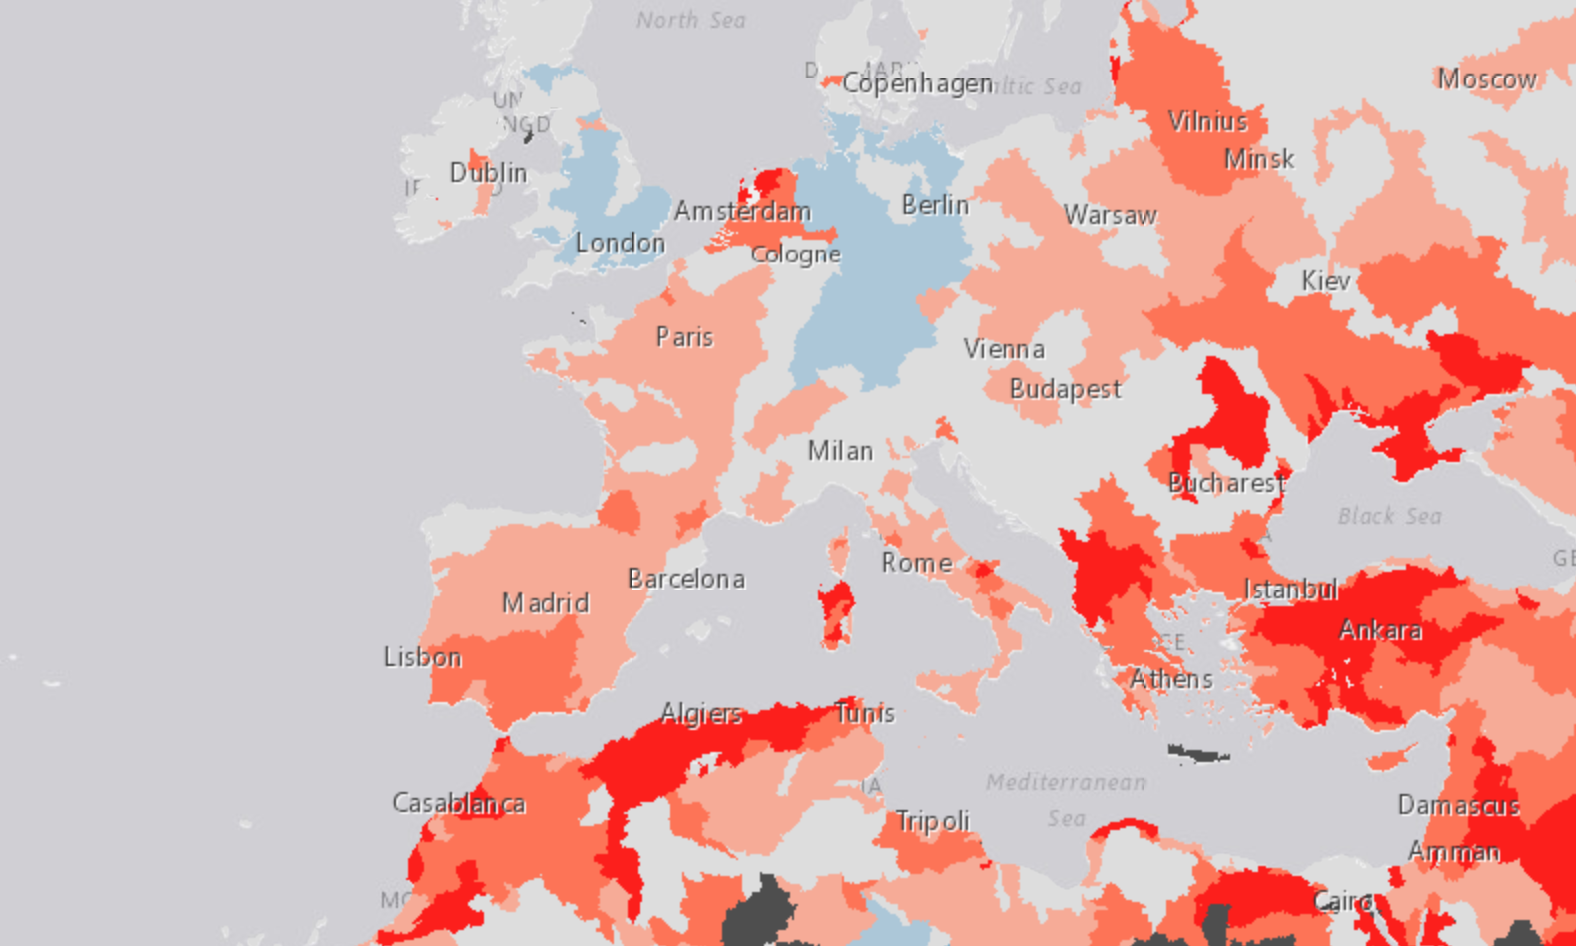 North Sea
Copenhagen
Baltic Sea
Moscow
UN
NGD
Vilnius
Minsk
Dublin
Amsterdam
Berlin
Warsaw
London
Cologne
Kiev
Paris
Vienna
Budapest
Milan
Bucharest
Black Sea
Rome
Barcelona
Madrid
Istanbul
Ankara
Lisbon
Athens
Algiers
Tunis
Mediterranean
Sea
Casablanca
Tripoli
Damascus
Amman
Cairo